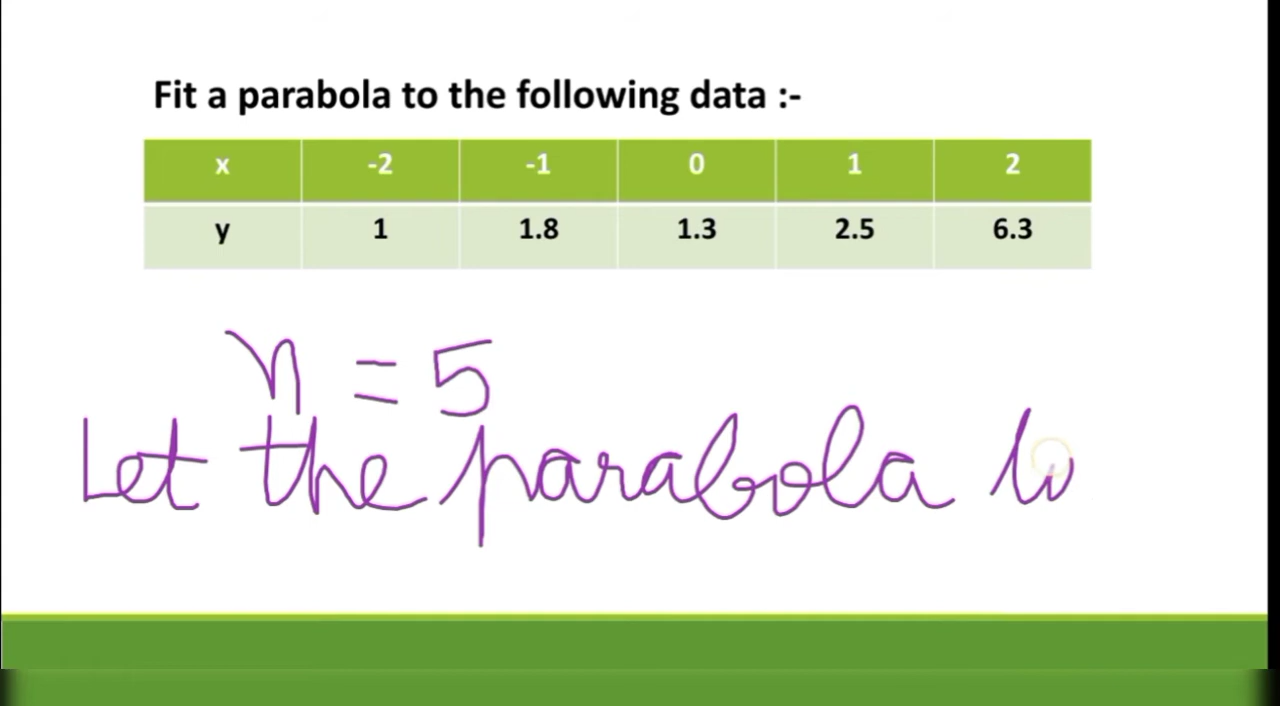 Fit a parabola to the following data :-
x -2 -1 0 1 2
y 1 1.8 1.3 2.5 6.3
n = 5
Let the parabola